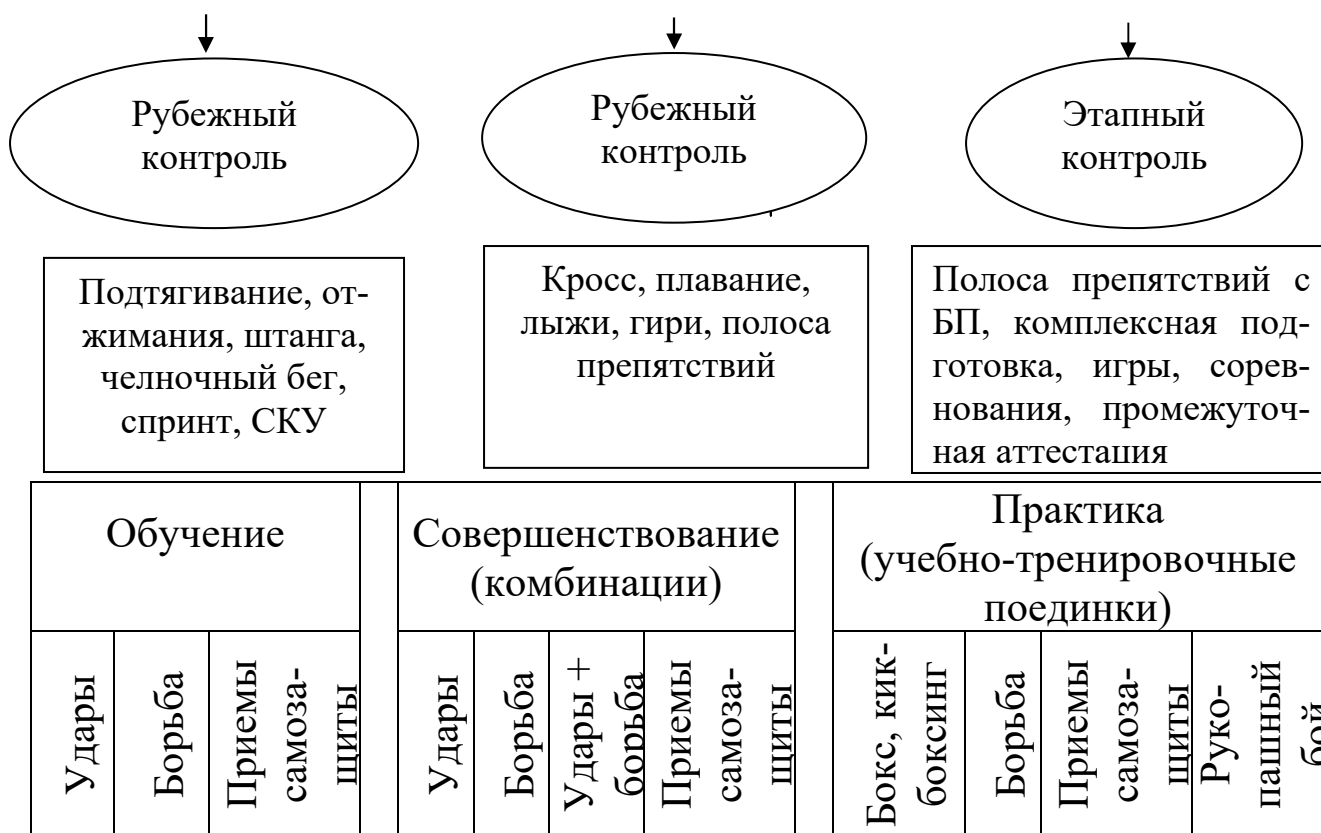 Рубежный
контроль
Рубежный
контроль
Этапный
контроль
Подтягивание, от-
жимания, штанга,
челночный бег,
спринт, СКУ
Кросс, плавание,
лыжи, гири, полоса
препятствий
Полоса препятствий с
БП, комплексная под-
готовка, игры, сорев-
нования, промежуточ-
ная аттестация
Обучение
Совершенствование
(комбинации)
Практика
(учебно-тренировочные
поединки)
Удары
Борьба
Приемы
самоза-
щиты
Удары
Борьба
Удары +
борьба
Приемы
самоза-
щиты
Бокс, кик-
боксинг
Борьба
Приемы
самоза-
щиты
Руко-
пашный
бой